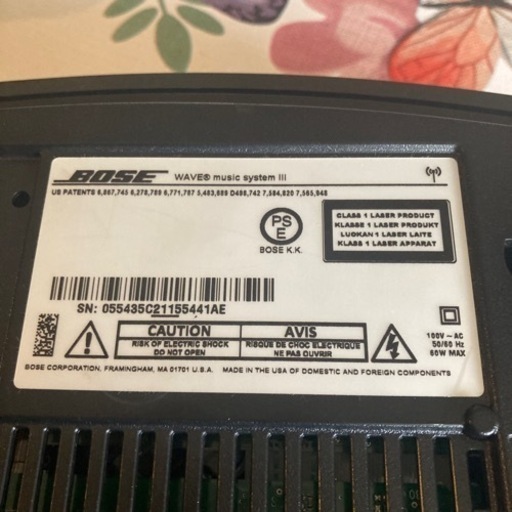 BOSE WAVE® music system III
US PATENTS 6,867,745 6,278,789 6,771,787 5,483,689 D498,742 7,584,820 7,565,948
PS
E
BOSE K.K.
CLASS 1 LASER PRODUCT
KLASSE 1 LASER PRODUKT
LUOKAN 1 LASER LAITE
KLASS 1 LASER APPARAT
SN: 055435C21155441AE
CAUTION
RISK OF ELECTRIC SHOCK
DO NOT OPEN
AVIS
RISQUE DE CHOC ELECTRIQUE
NE PAS OUVRIR
100V ~ AC
50/60 Hz
60W MAX
BOSE CORPORATION, FRAMINGHAM, MA 01701 U.S.A. MADE IN THE USA OF DOMESTIC AND FOREIGN COMPONENTS